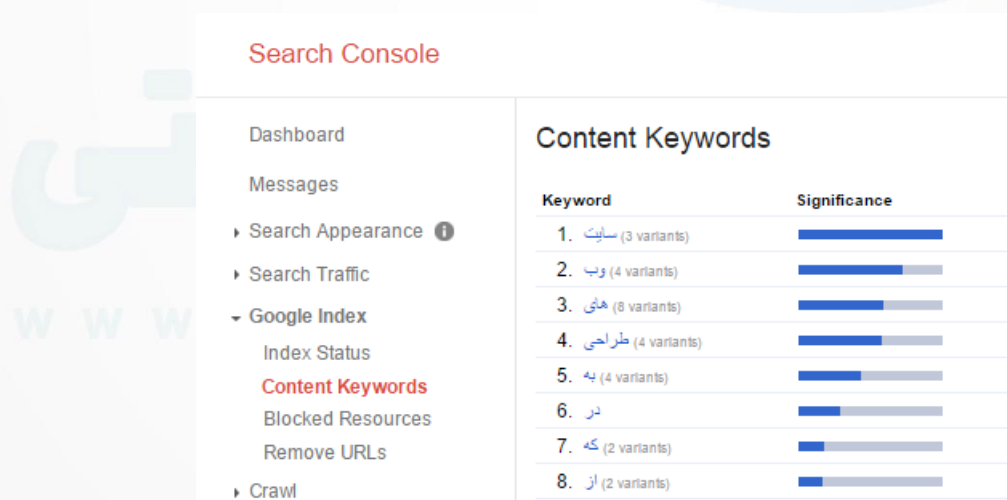 Search Console
Dashboard
Messages
Search Appearance
Search Traffic
Google Index
Index Status
Content Keywords
Blocked Resources
Remove URLs
Crawl
Content Keywords
Keyword Significance
1. سایت (3 variants)
2. وب (4 variants)
3. های (8 variants)
4. طراحی (4 variants)
5. به (4 variants)
6. در
7. که (2 variants)
8. از (2 variants)
W W W